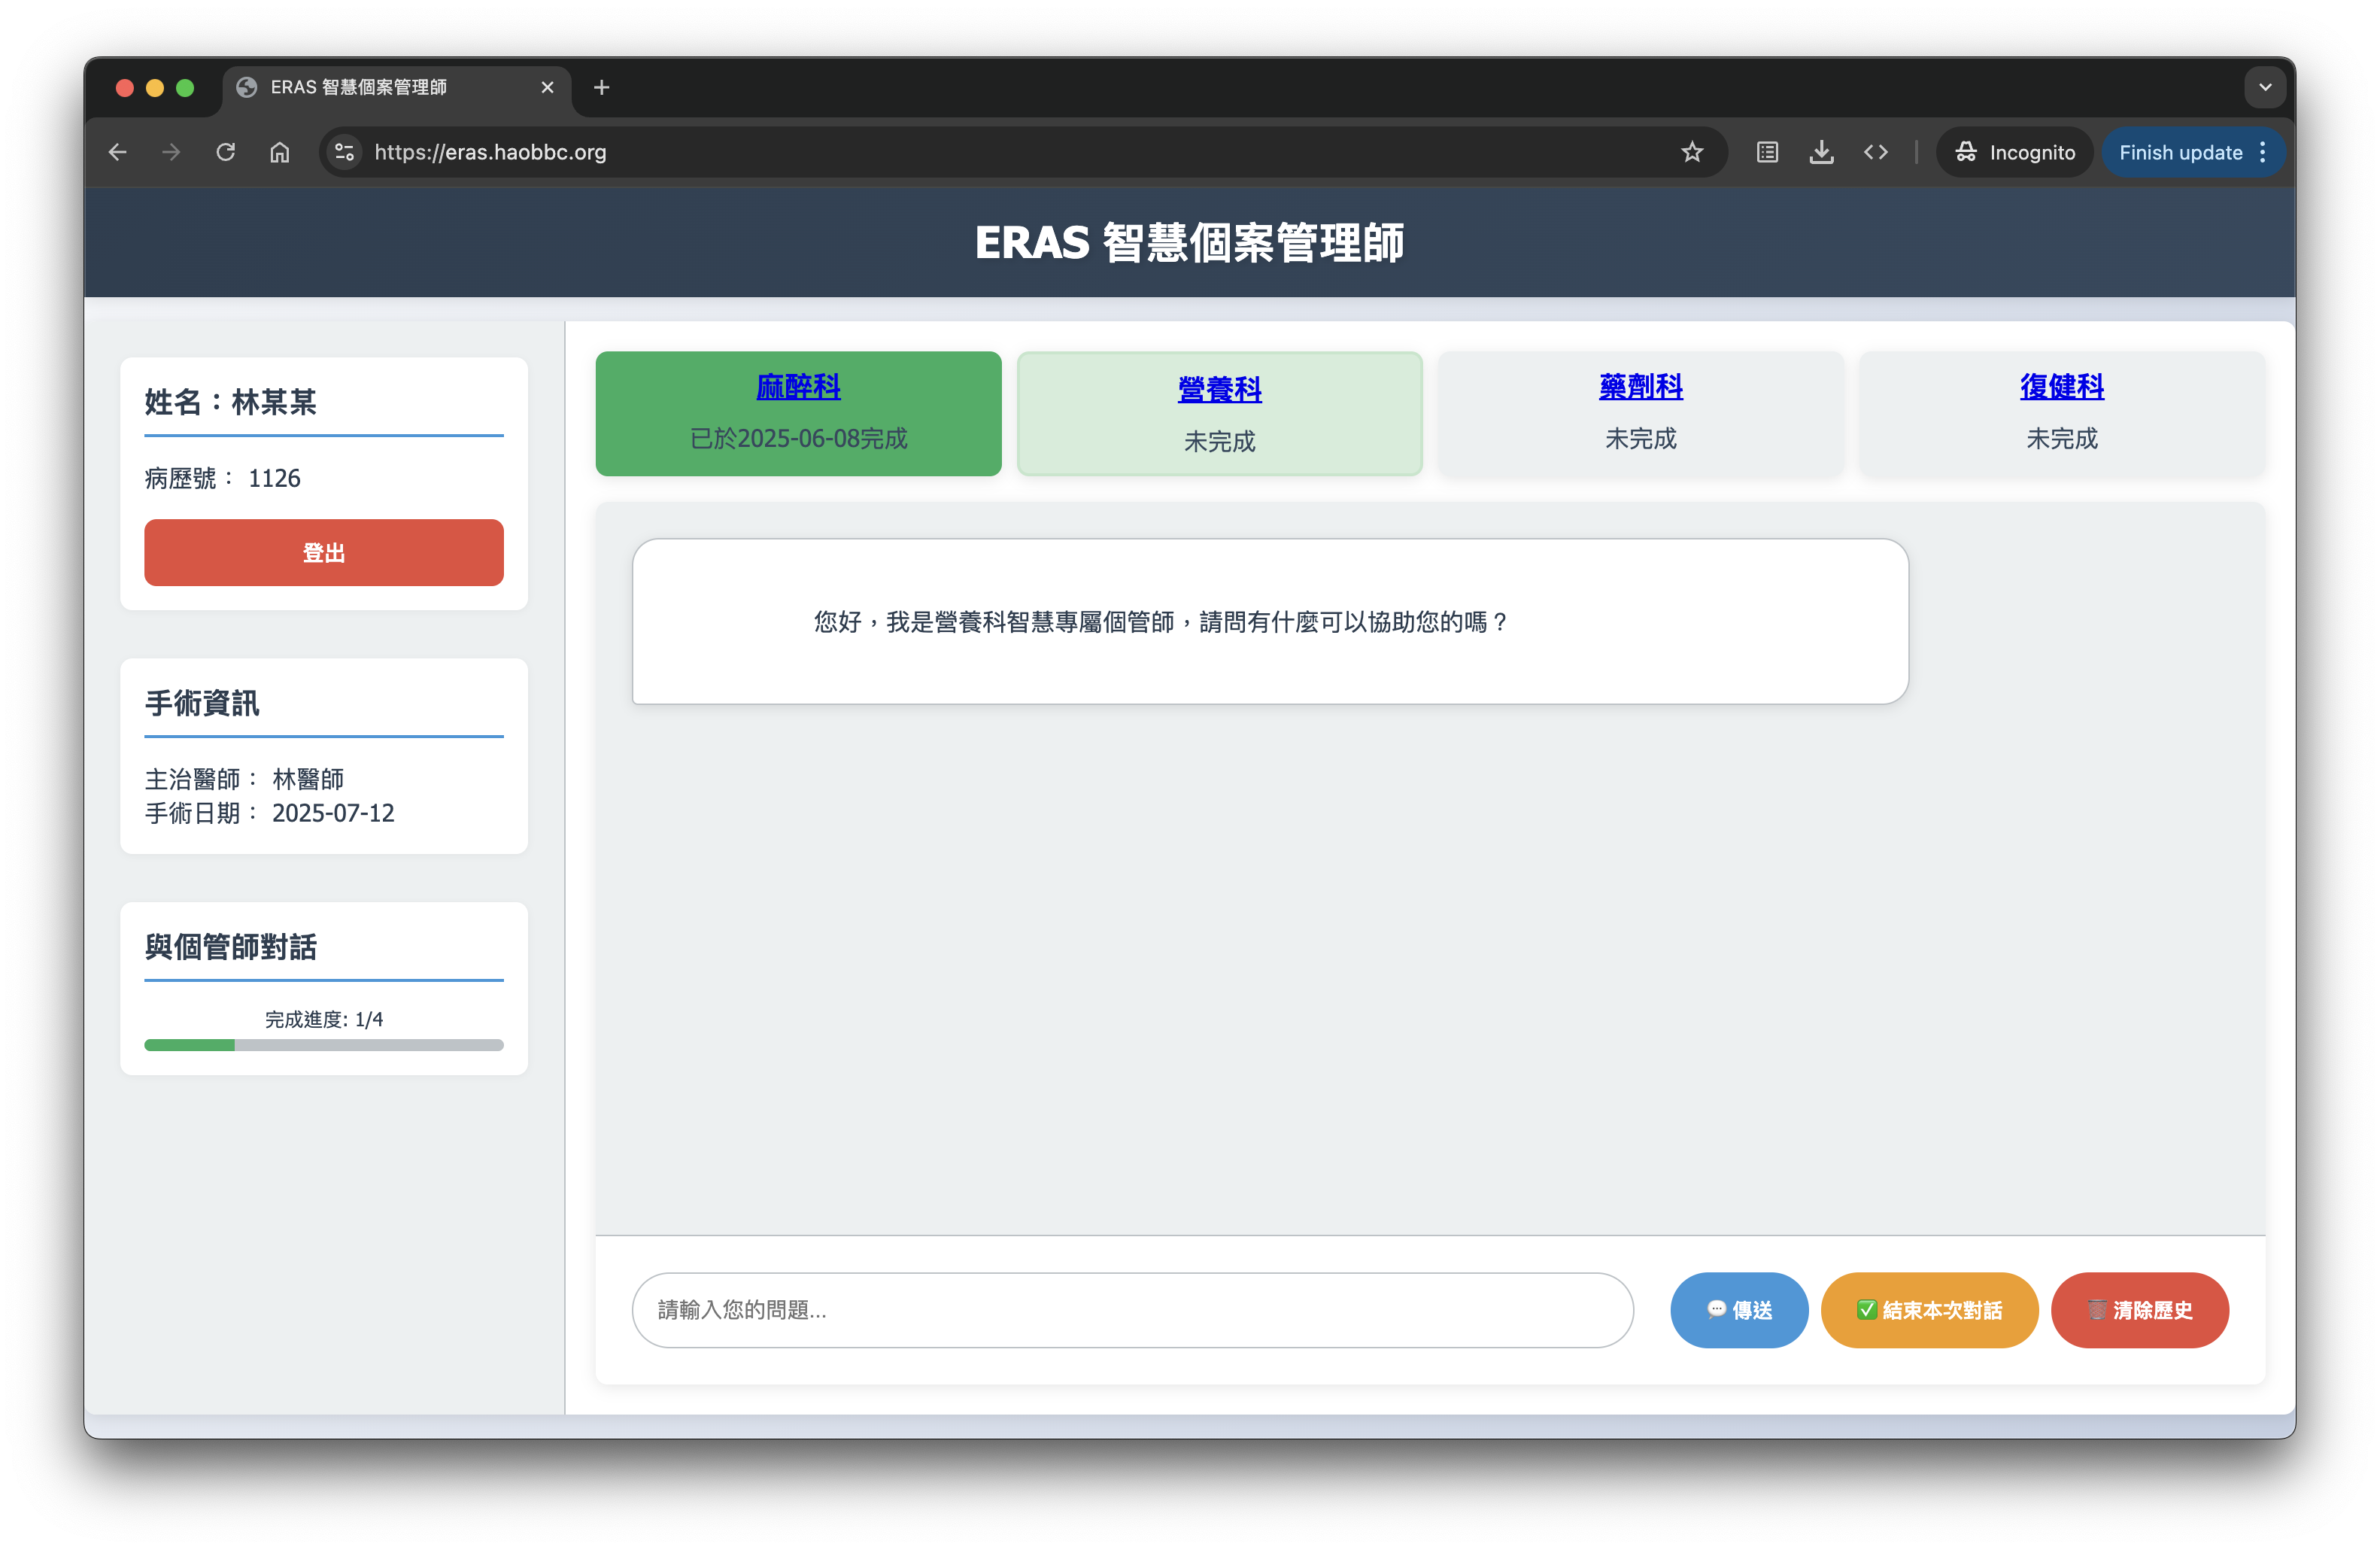 ERAS 智慧個案管理師
https://eras.haobbc.org
Incognito
Finish update
ERAS 智慧個案管理師
姓名：林某某
病歷號： 1126
登出
手術資訊
主治醫師： 林醫師
手術日期： 2025-07-12
與個管師對話
完成進度: 1/4
麻醉科
已於2025-06-08完成
營養科
未完成
藥劑科
未完成
復健科
未完成
您好，我是營養科智慧專屬個管師，請問有什麼可以協助您的嗎？
請輸入您的問題...
💬 傳送
✅ 結束本次對話
🗑️ 清除歷史